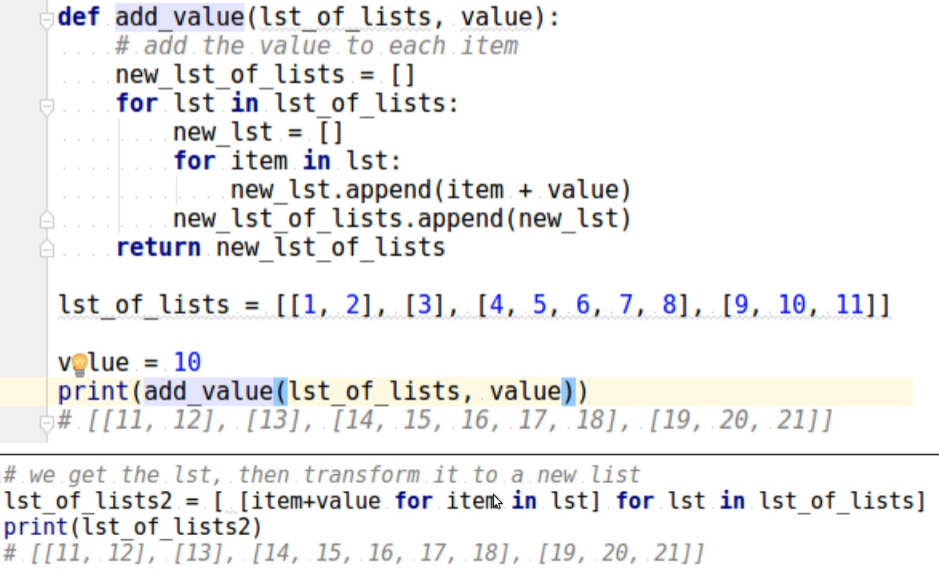 def add_value(lst_of_lists, value):
    # add the value to each item
    new_lst_of_lists = []
    for lst in lst_of_lists:
        new_lst = []
        for item in lst:
            new_lst.append(item + value)
        new_lst_of_lists.append(new_lst)
    return new_lst_of_lists
lst_of_lists = [[1, 2], [3], [4, 5, 6, 7, 8], [9, 10, 11]]
value = 10
print(add_value(lst_of_lists, value))
# [[11, 12], [13], [14, 15, 16, 17, 18], [19, 20, 21]]
# we get the lst, then transform it to a new list
lst_of_lists2 = [ [item+value for item in lst] for lst in lst_of_lists]
print(lst_of_lists2)
# [[11, 12], [13], [14, 15, 16, 17, 18], [19, 20, 21]]